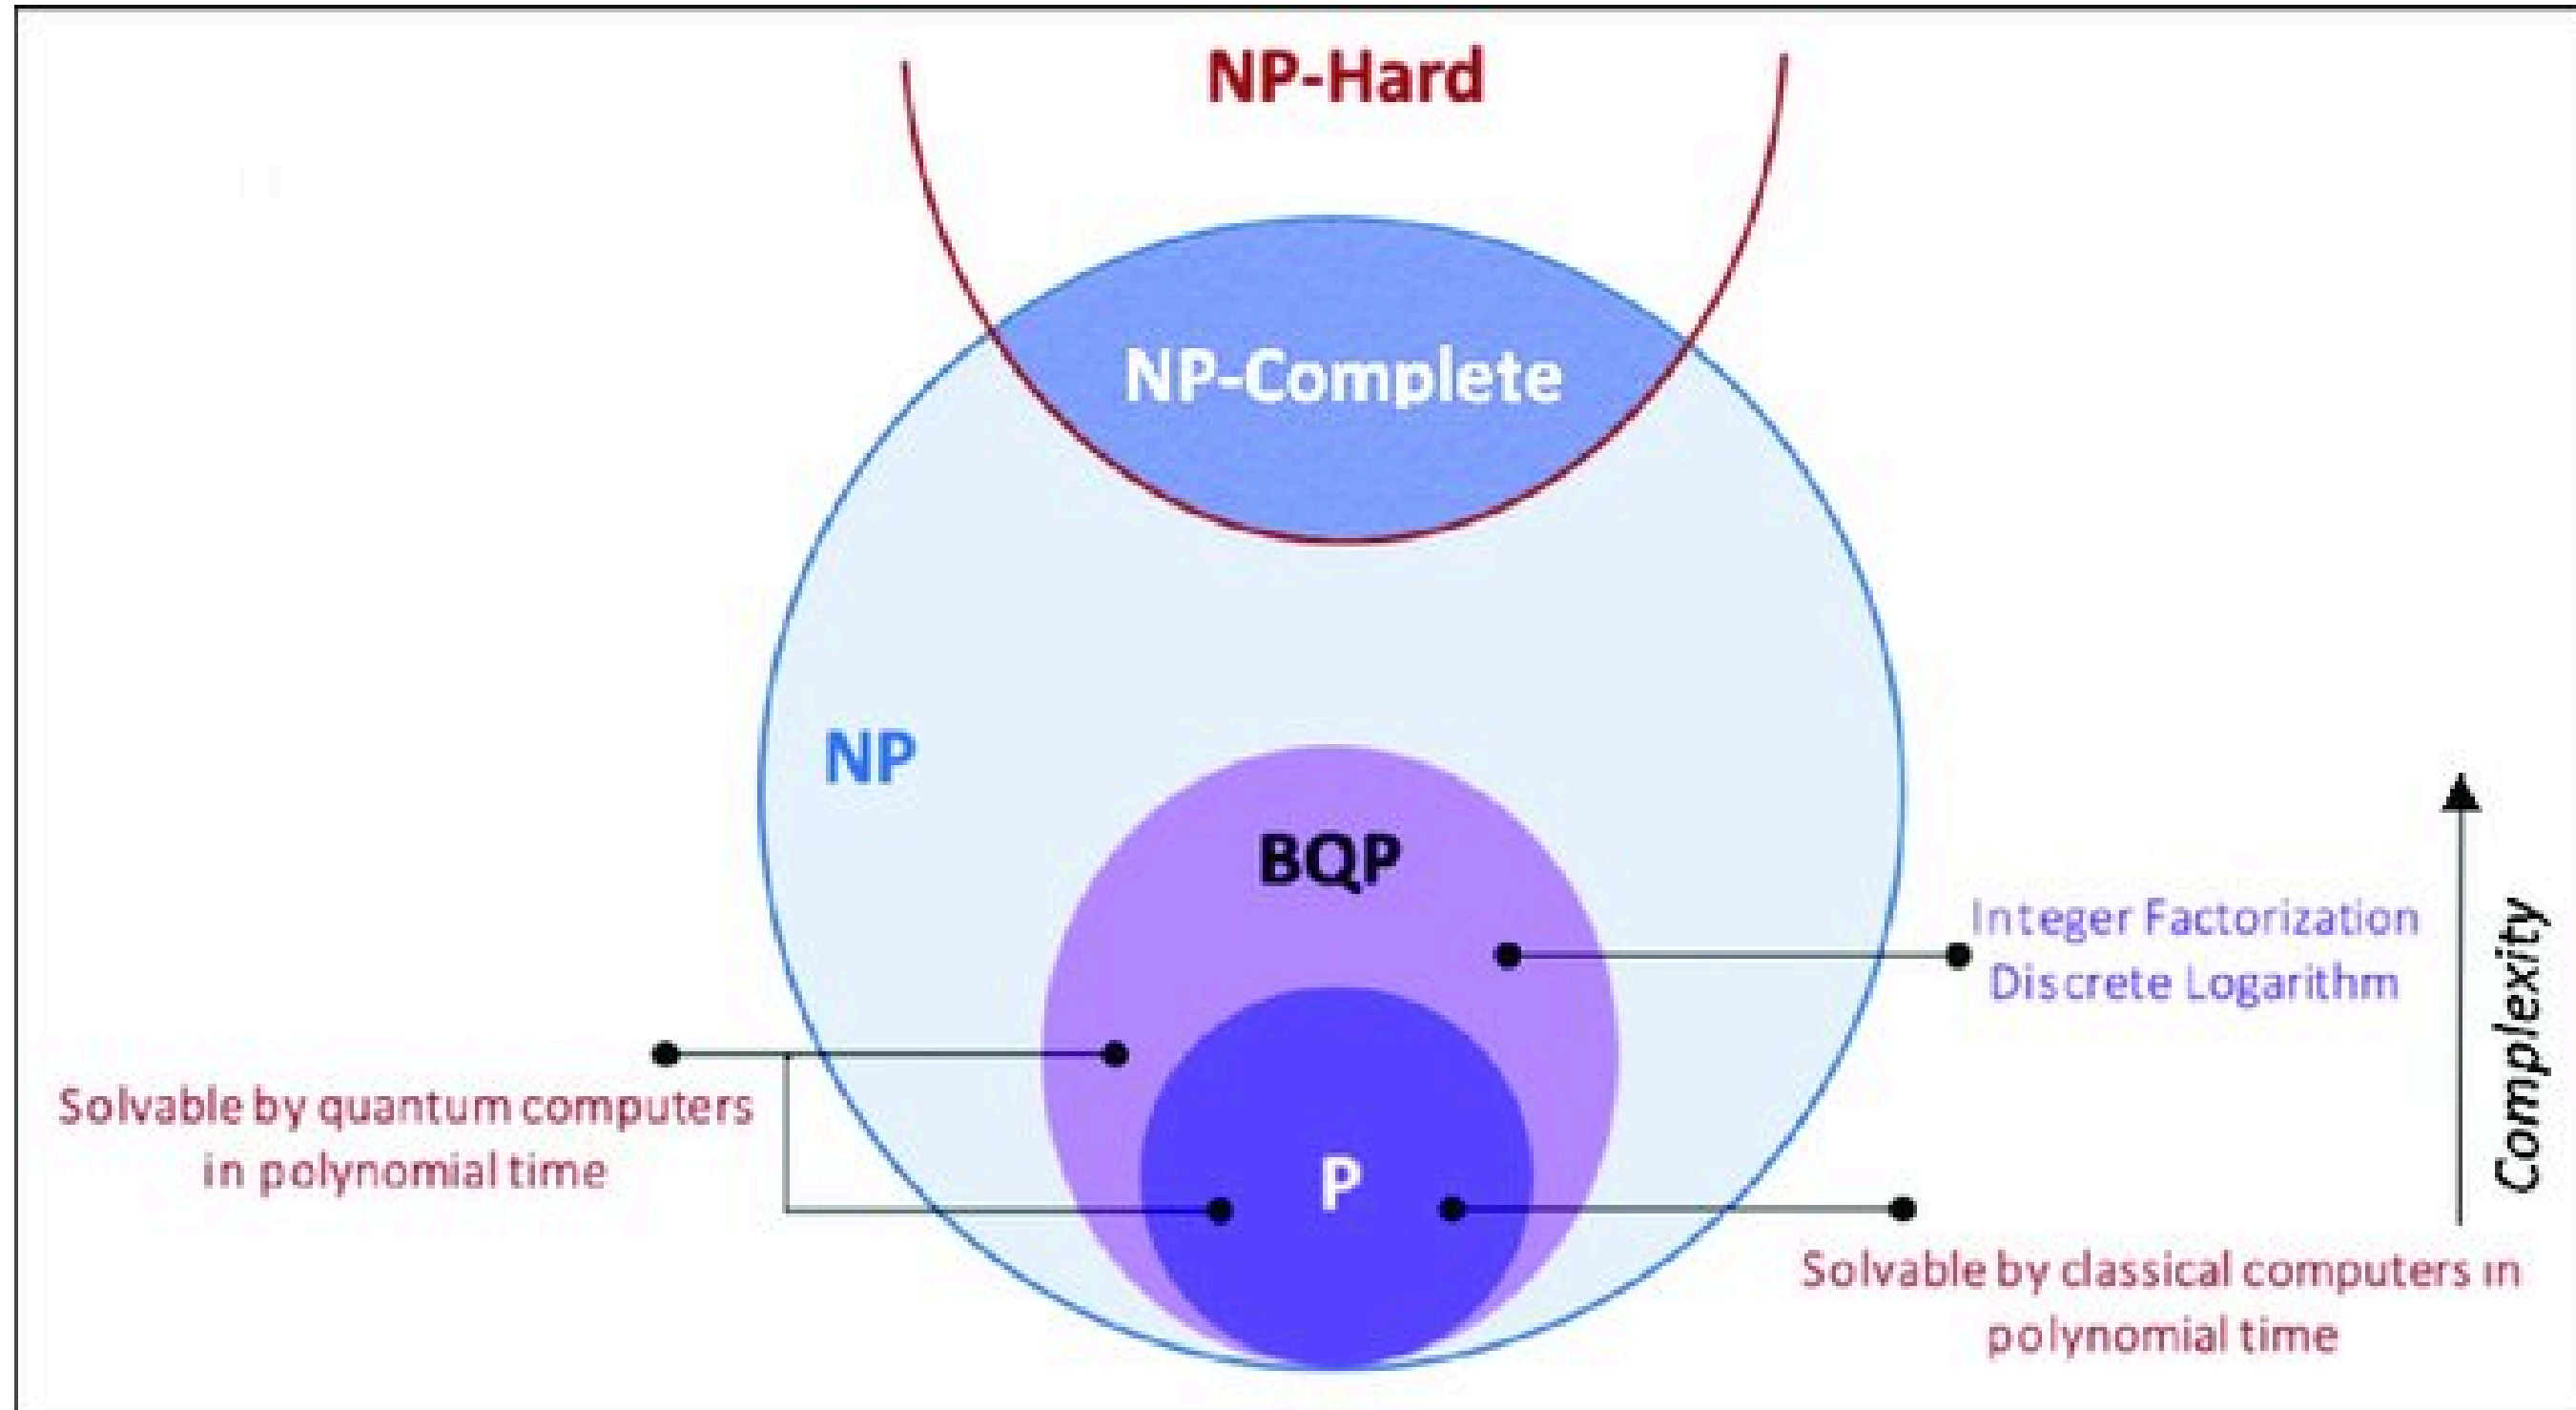 NP-Hard
NP-Complete
NP
BQP
Integer Factorization
Discrete Logarithm
Complexity
Solvable by quantum computers
in polynomial time
P
Solvable by classical computers in
polynomial time